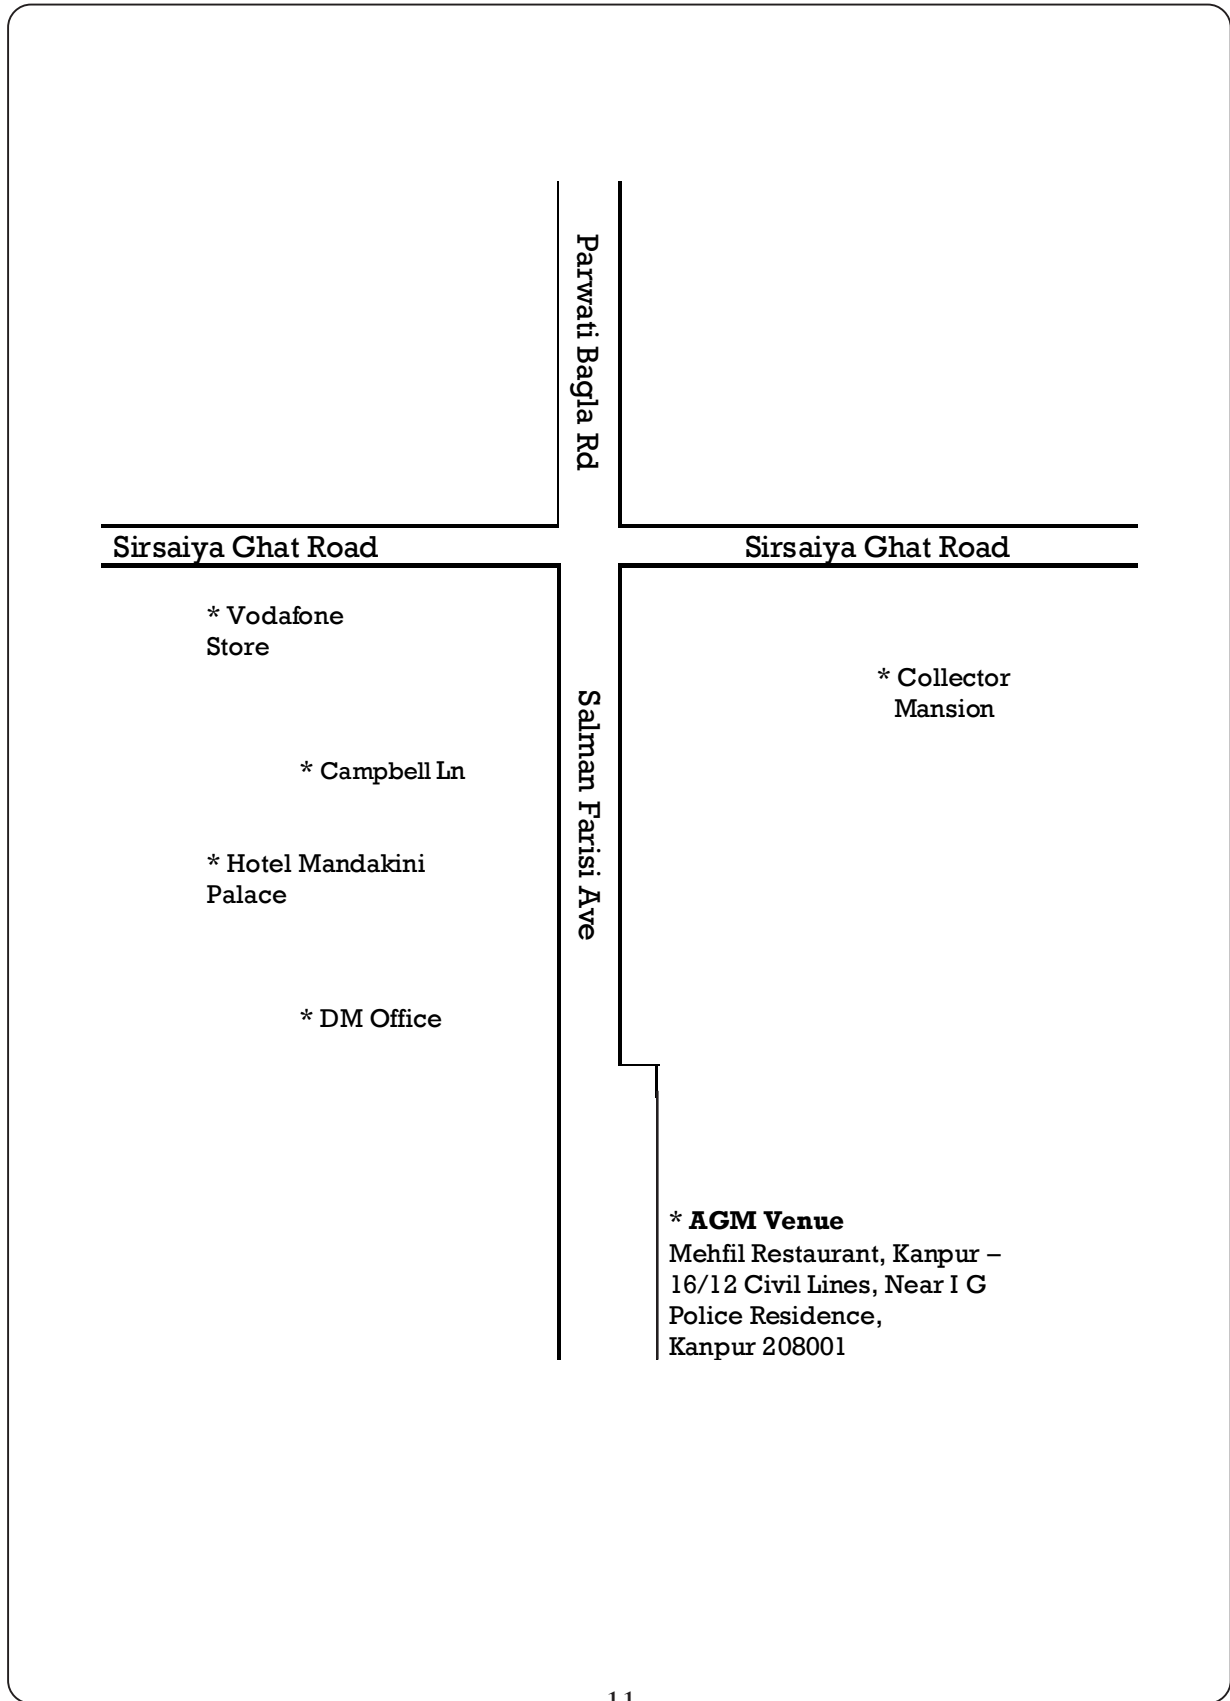 Parwati Bagla Rd
Sirsaiya Ghat Road
Sirsaiya Ghat Road
* Vodafone
Store
* Collector
Mansion
Salman Farisi Ave
* Campbell Ln
* Hotel Mandakini
Palace
* DM Office
* AGM Venue
Mehfil Restaurant, Kanpur –
16/12 Civil Lines, Near I G
Police Residence,
Kanpur 208001
11